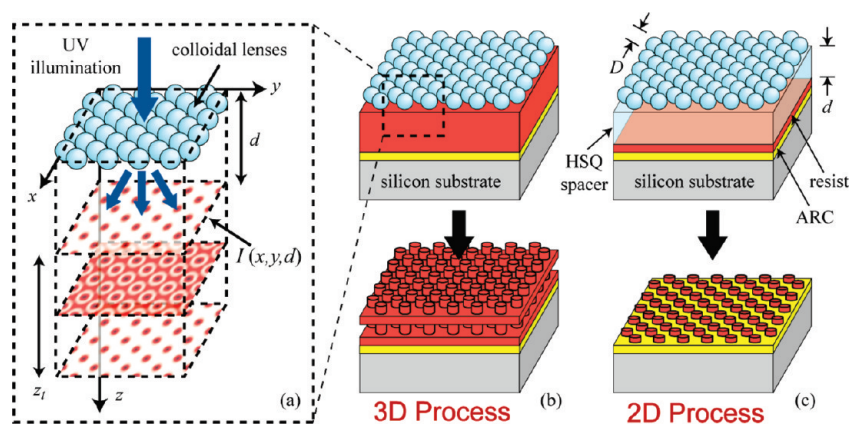 UV
illumination
colloidal lenses
y
d
x
I (x,y,d)
z_t
z
(a)
silicon substrate
3D Process
(b)
D
d
HSQ
spacer
silicon substrate
resist
ARC
2D Process
(c)